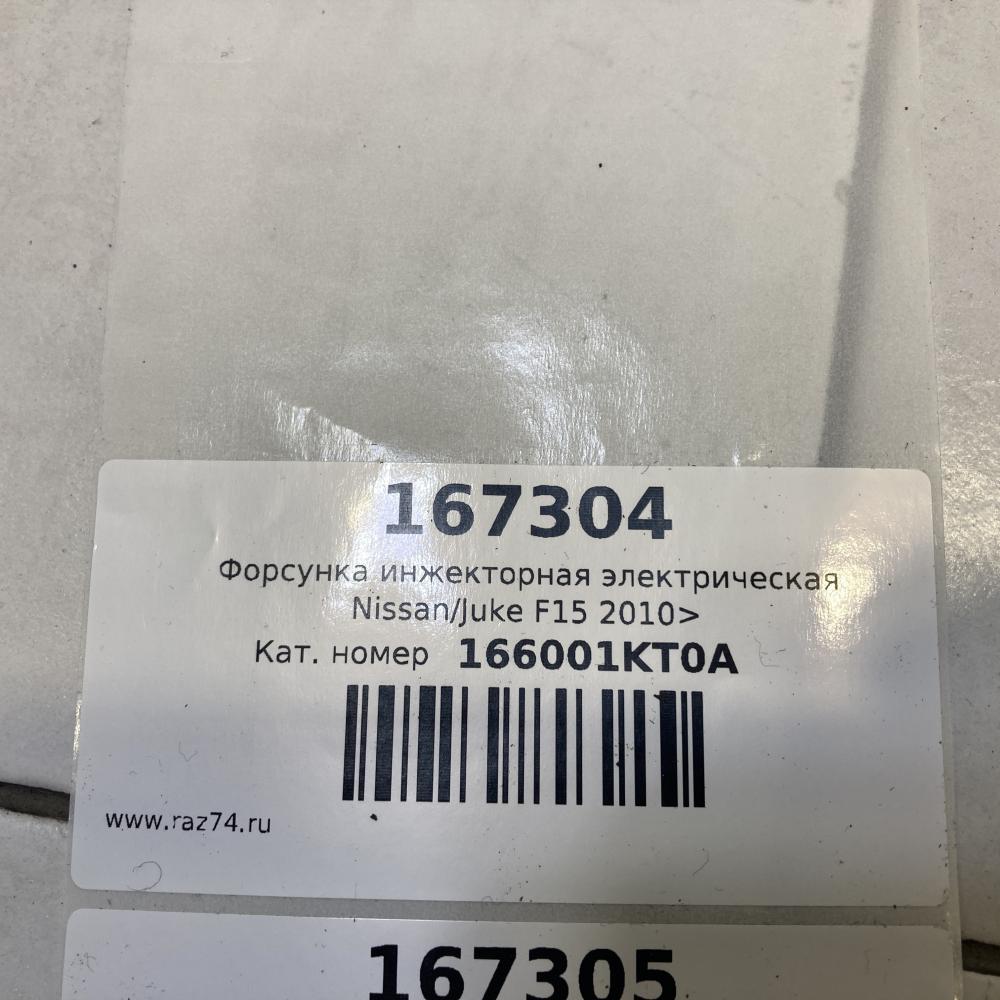 167304
Форсунка инжекторная электрическая
Nissan/Juke F15 2010>
Кат. номер 166001KT0A
www.raz74.ru
167305